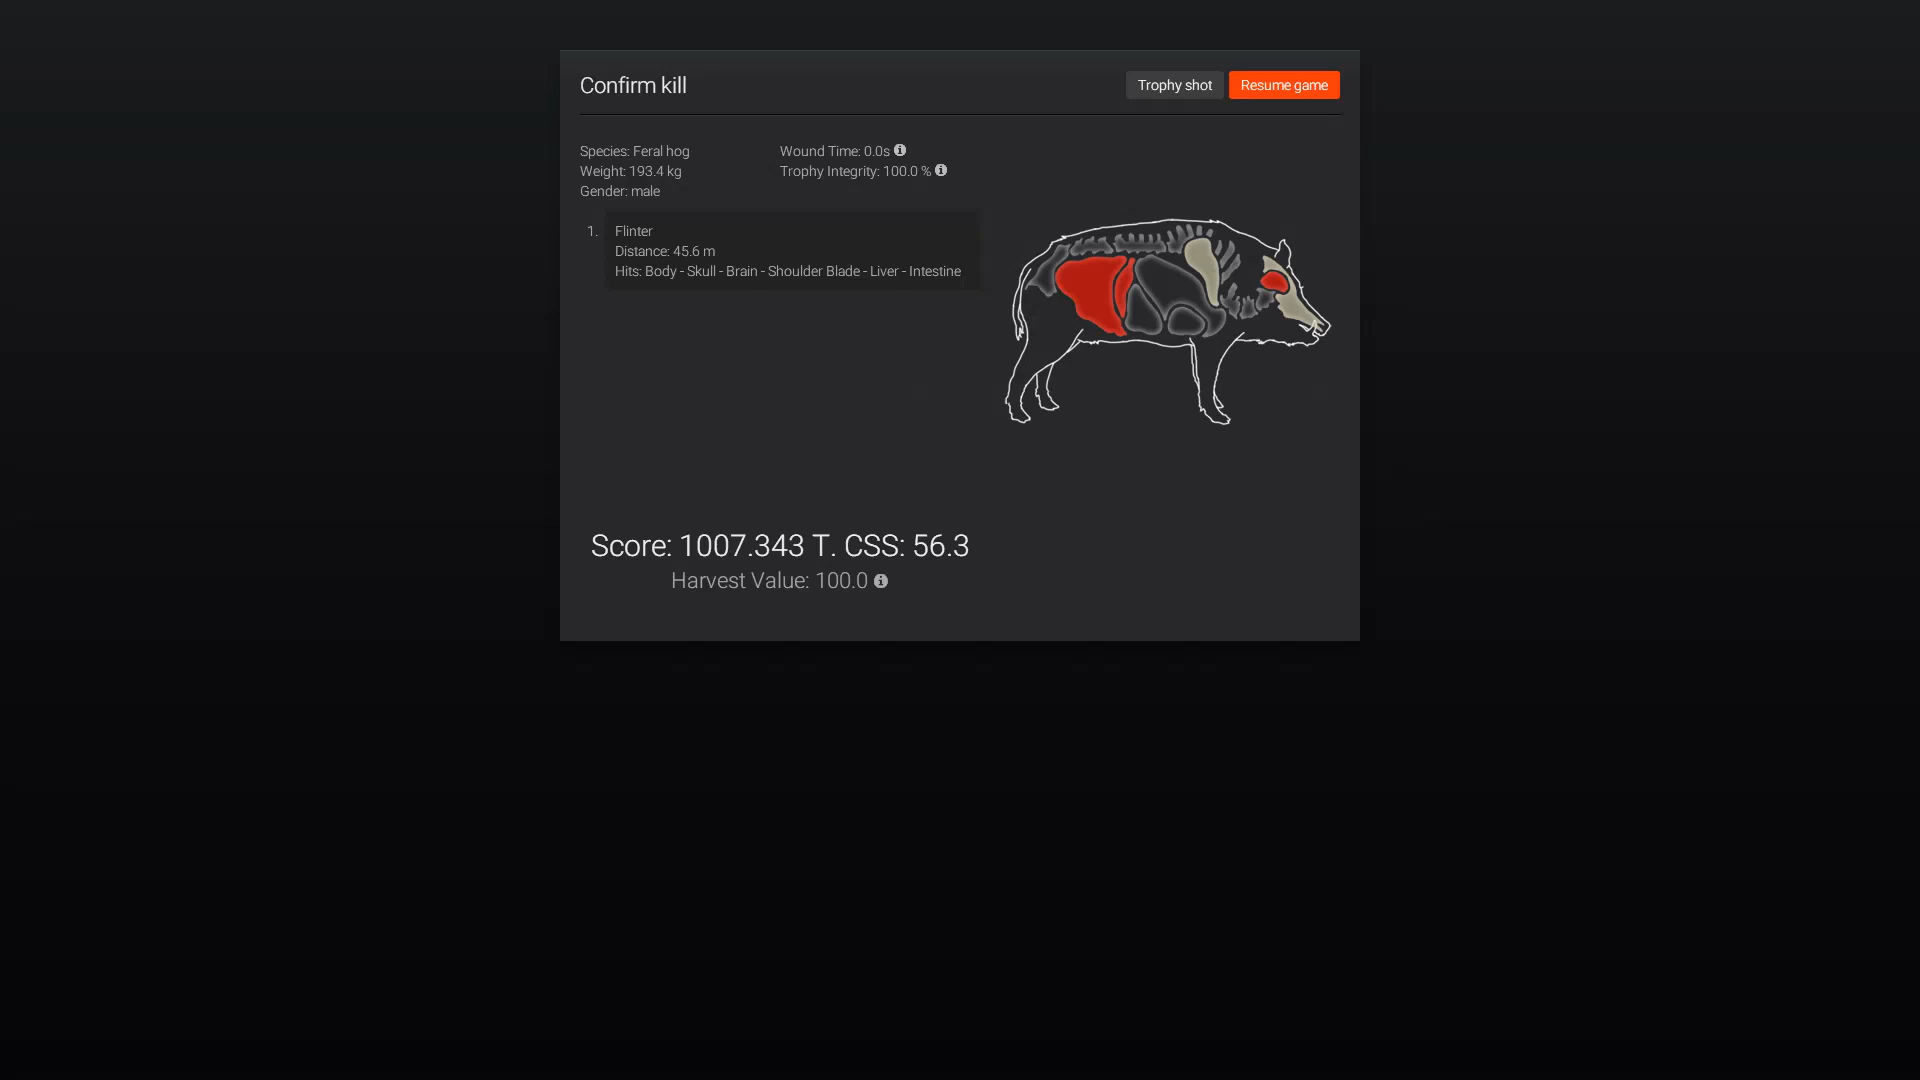 Confirm kill
Trophy shot
Resume game
Species: Feral hog
Weight: 193.4 kg
Gender: male
Wound Time: 0.0s
Trophy Integrity: 100.0 %
1. Flinter
Distance: 45.6 m
Hits: Body - Skull - Brain - Shoulder Blade - Liver - Intestine
Score: 1007.343 T. CSS: 56.3
Harvest Value: 100.0